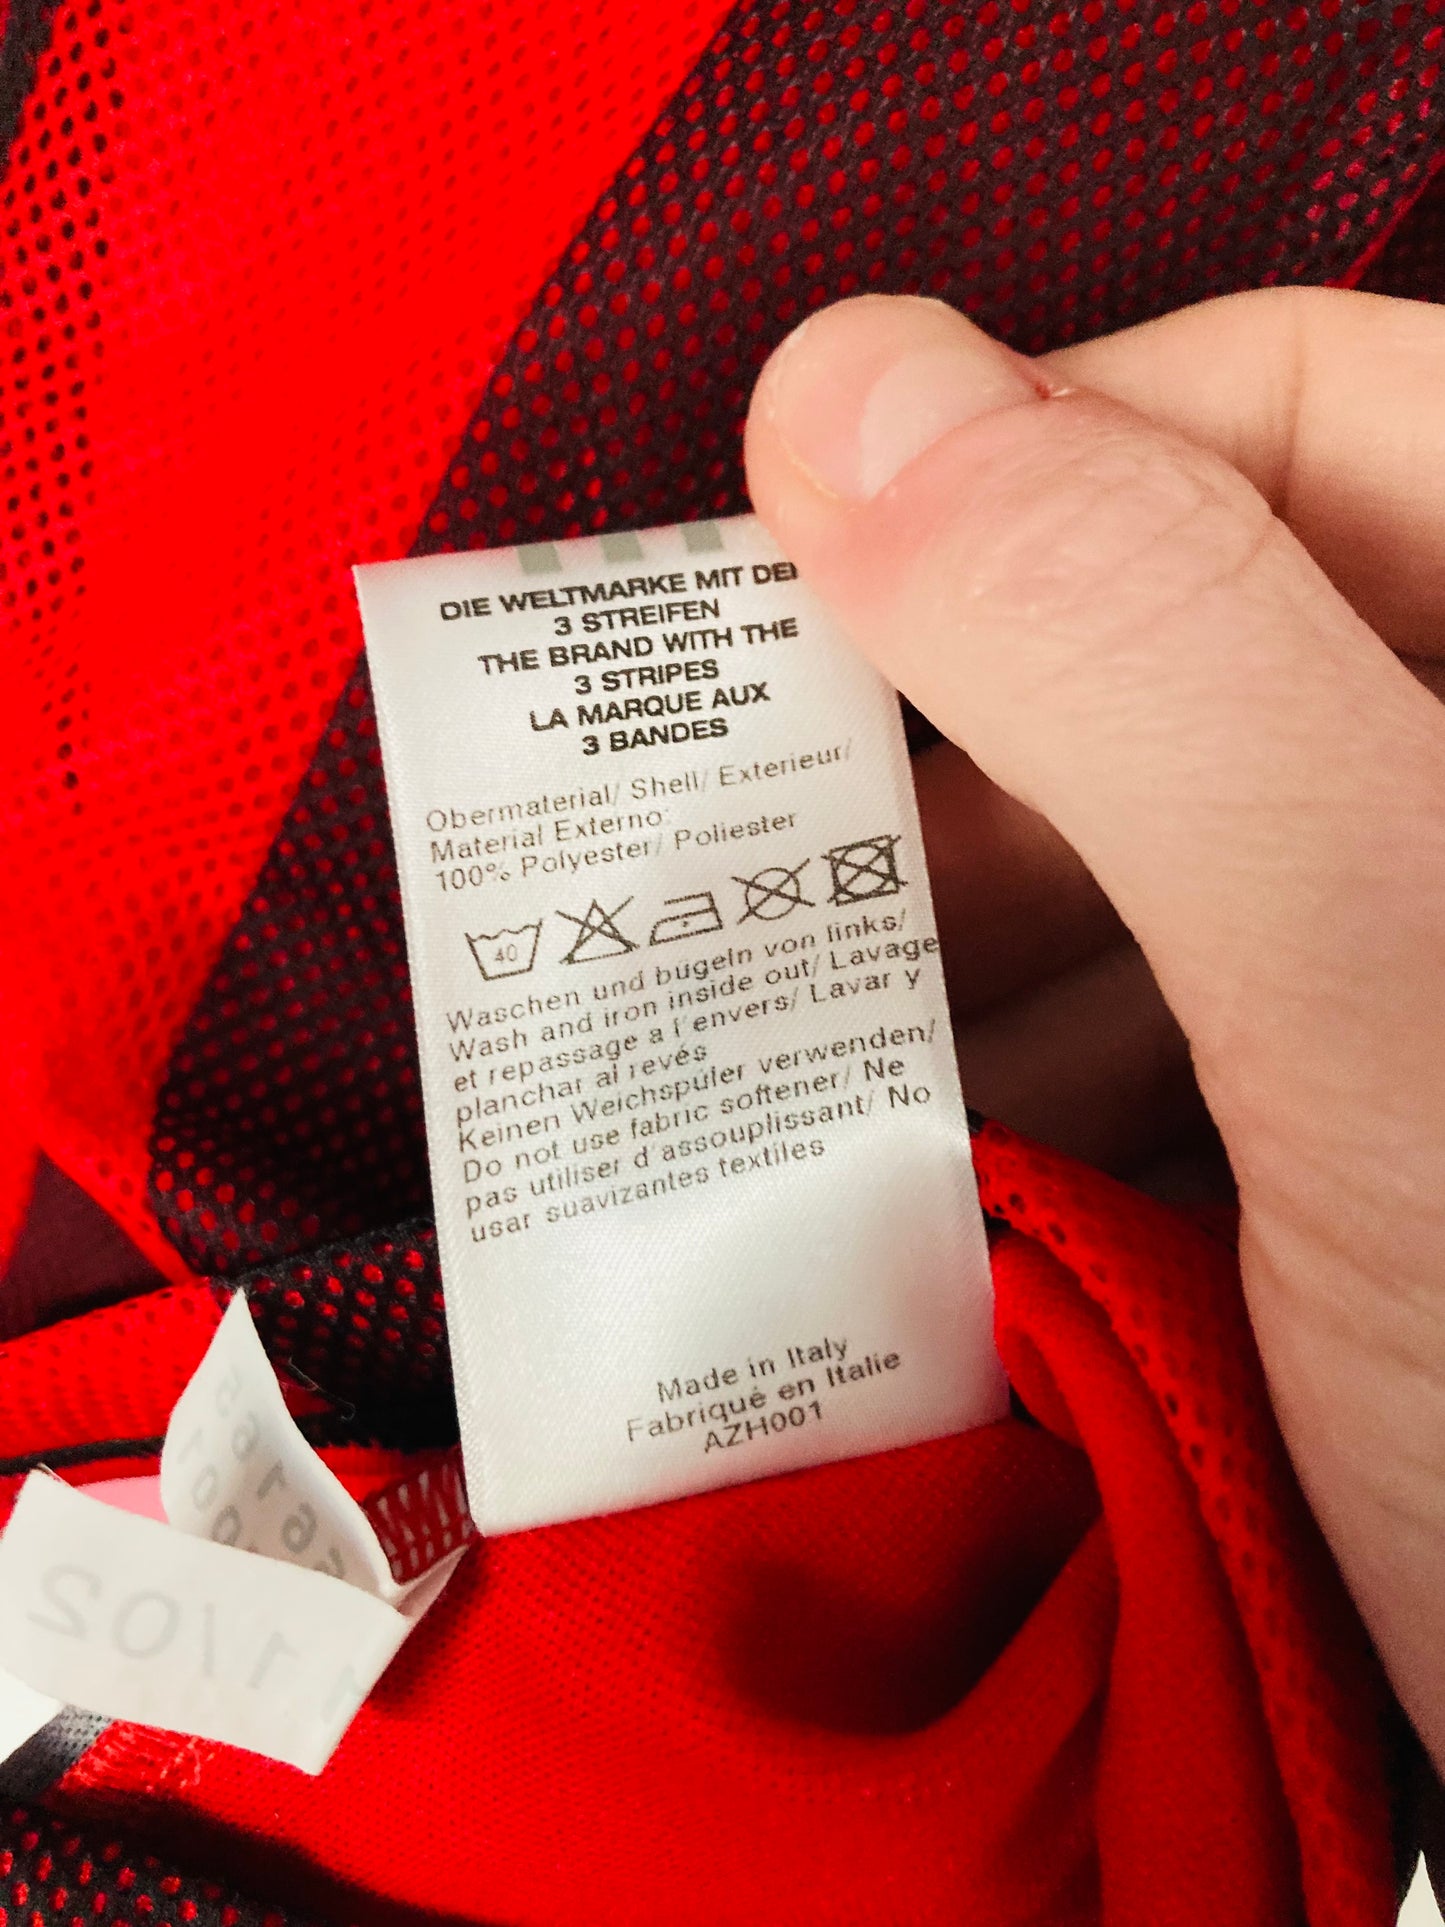 DIE WELTMARKE MIT DEN
3 STREIFEN
THE BRAND WITH THE
3 STRIPES
LA MARQUE AUX
3 BANDES
Obermaterial/ Shell/ Exterieur/
Material Externo:
100% Polyester/ Poliester
40
Waschen und bügeln von links/
Wash and iron inside out/ Lavage
et repassage a l'envers/ Lavar y
planchar al revés
Keinen Weichspüler verwenden/
Do not use fabric softener/ Ne
pas utiliser d'assouplissant/ No
usar suavizantes textiles
Made in Italy
Fabriqué en Italie
AZH001
1/02